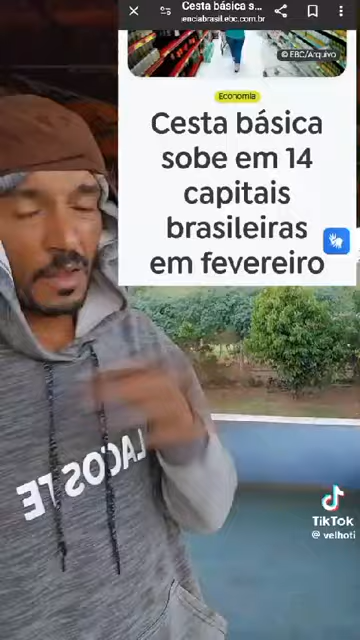 Cesta básica s...
enciabrasil.ebc.com.br
© EBC/Arquivo
Economia
Cesta básica
sobe em 14
capitais
brasileiras
em fevereiro
LACOSTE
TikTok
@ velhoti